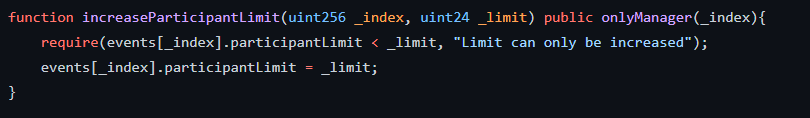 function increaseParticipantLimit(uint256 _index, uint24 _limit) public onlyManager(_index){
    require(events[_index].participantLimit < _limit, "Limit can only be increased");
    events[_index].participantLimit = _limit;
}